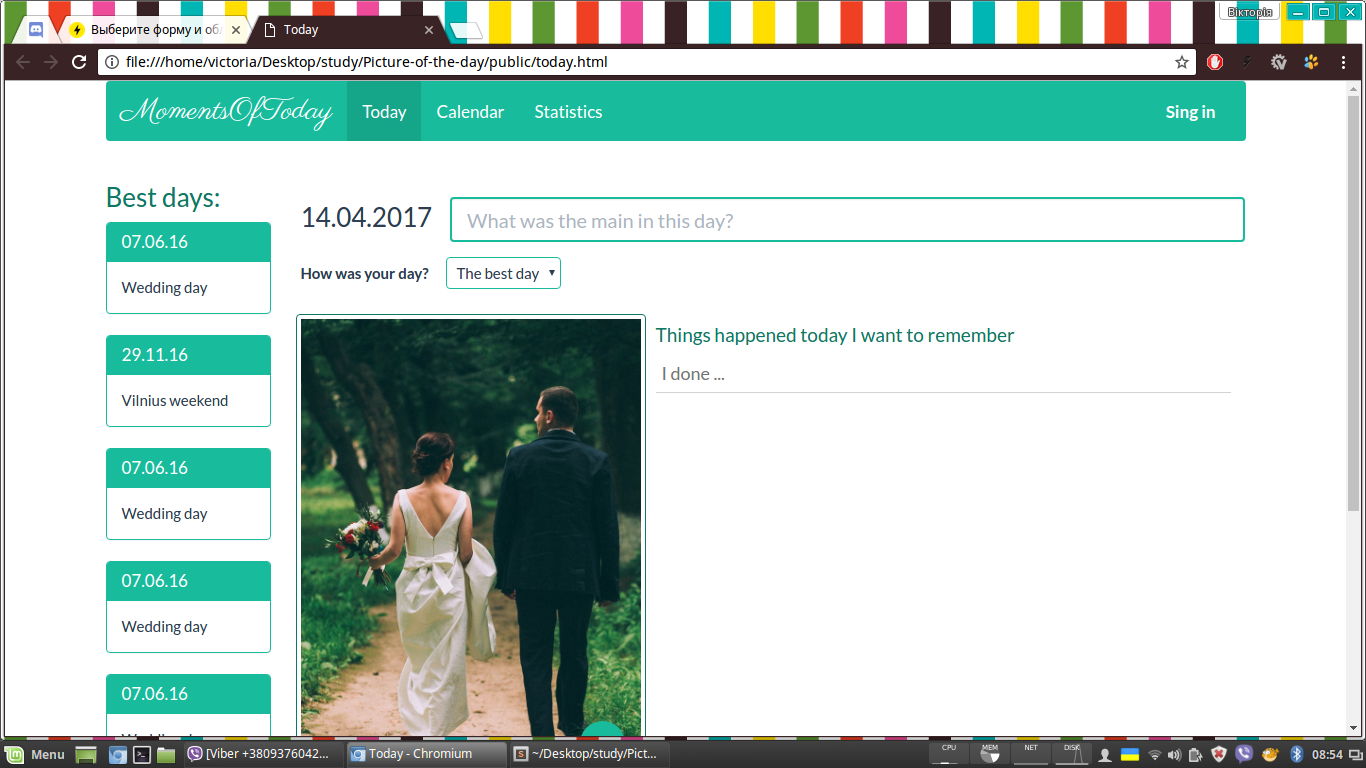 Вікторія
Выберите форму и обл
Today
file:///home/victoria/Desktop/study/Picture-of-the-day/public/today.html
MomentsOfToday
Today
Calendar
Statistics
Sing in
Best days:
07.06.16
Wedding day
29.11.16
Vilnius weekend
07.06.16
Wedding day
07.06.16
Wedding day
07.06.16
14.04.2017
What was the main in this day?
How was your day?
The best day
Things happened today I want to remember
I done ...
Menu
[Viber +3809376042...
Today - Chromium
~/Desktop/study/Pict...
CPU
MEM
NET
DISK
08:54